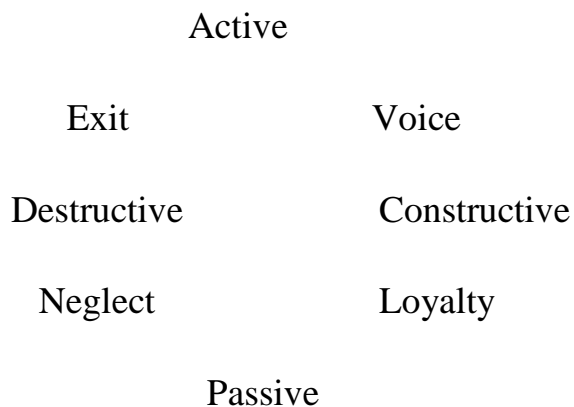 Active
Exit Voice
Destructive Constructive
Neglect Loyalty
Passive